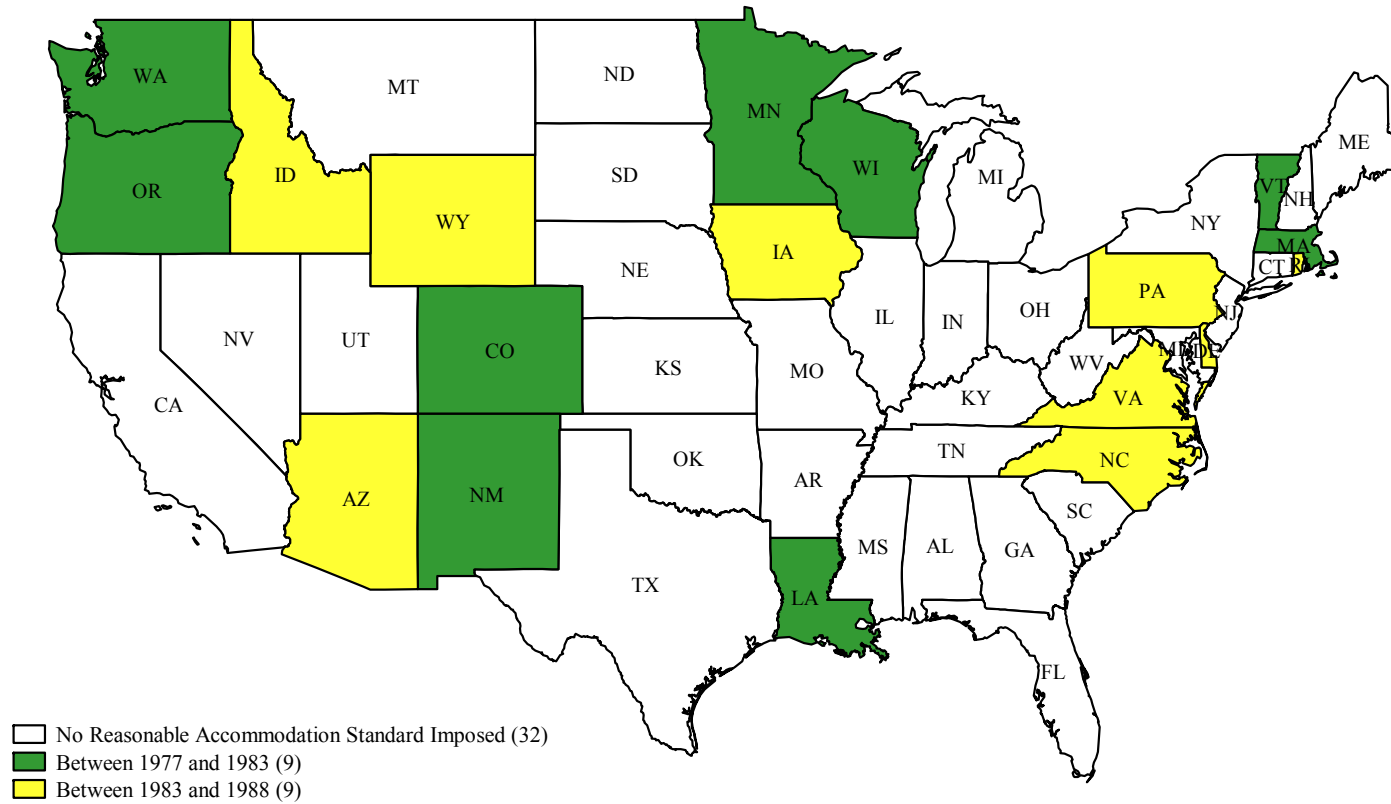 WA
MT
ND
MN
ME
OR
ID
SD
WI
MI
VT
NH
WY
NY
MA
IA
NE
CT
PA
NV
UT
CO
IL
IN
OH
NJ
KS
MO
WV
MD
DE
CA
KY
VA
AZ
NM
OK
AR
TN
NC
SC
MS
AL
GA
TX
LA
FL
No Reasonable Accommodation Standard Imposed (32)
Between 1977 and 1983 (9)
Between 1983 and 1988 (9)